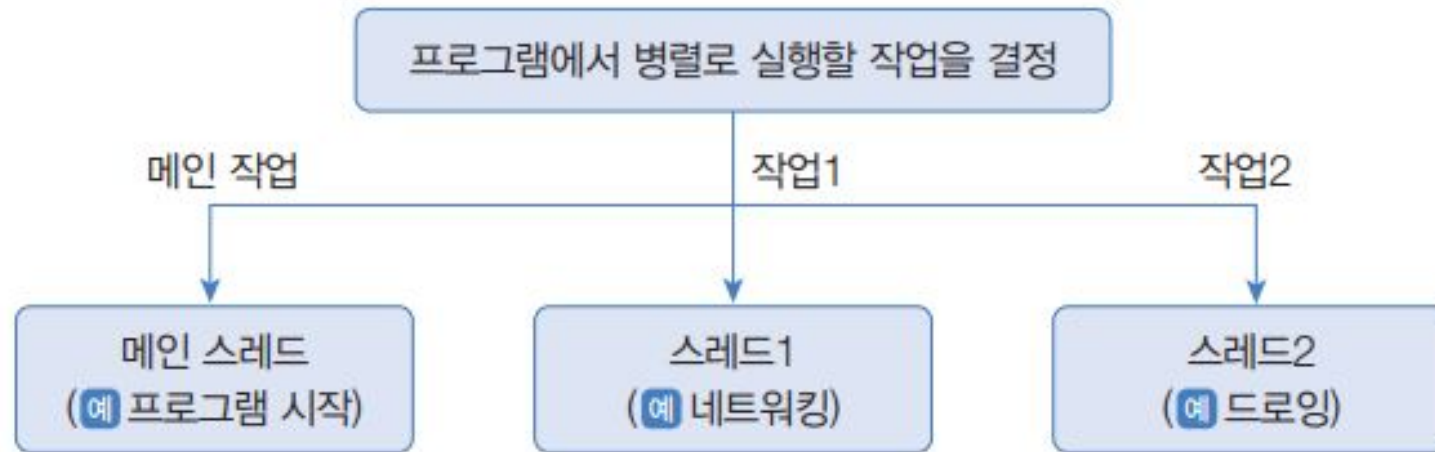 프로그램에서 병렬로 실행할 작업을 결정
메인 작업
작업1
작업2
메인 스레드
(예 프로그램 시작)
스레드1
(예 네트워킹)
스레드2
(예 드로잉)